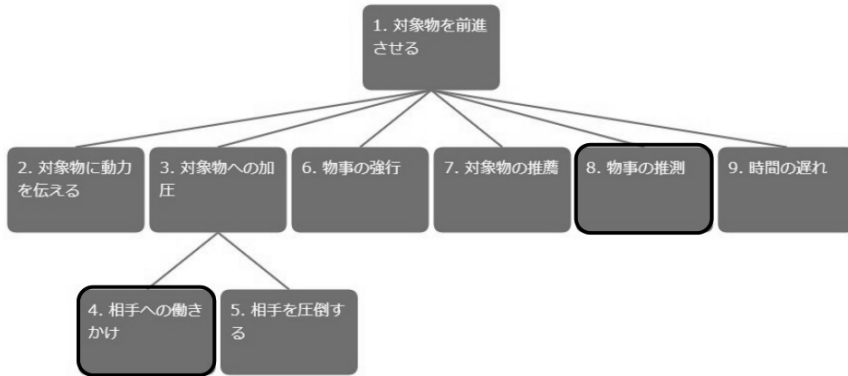 1. 対象物を前進
させる
2. 対象物に動力
を伝える
3. 対象物への加
圧
6. 物事の強行
7. 対象物の推薦
8. 物事の推測
9. 時間の遅れ
4. 相手への働き
かけ
5. 相手を圧倒す
る